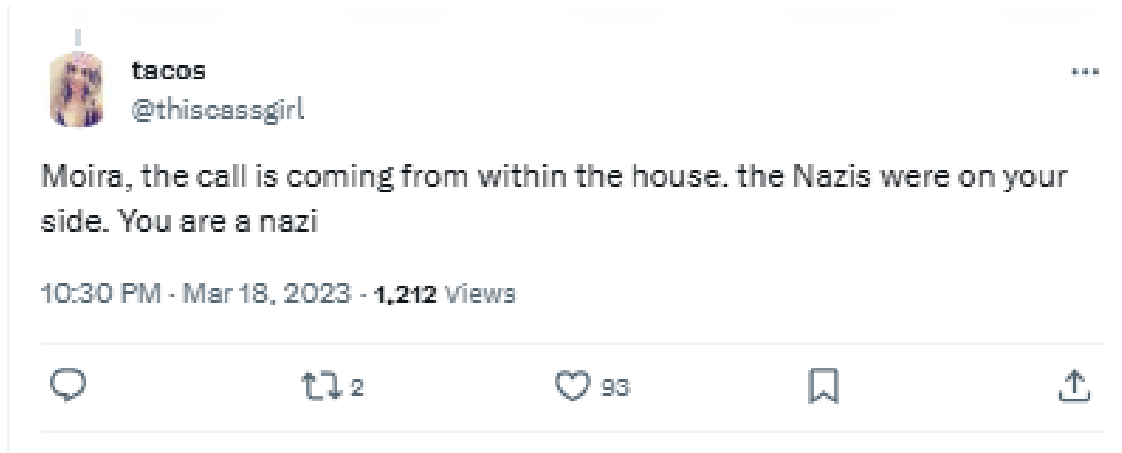 tacos
@thiscassgirl
Moira, the call is coming from within the house. the Nazis were on your
side. You are a nazi
10:30 PM · Mar 18, 2023 · 1,212 Views
2
93